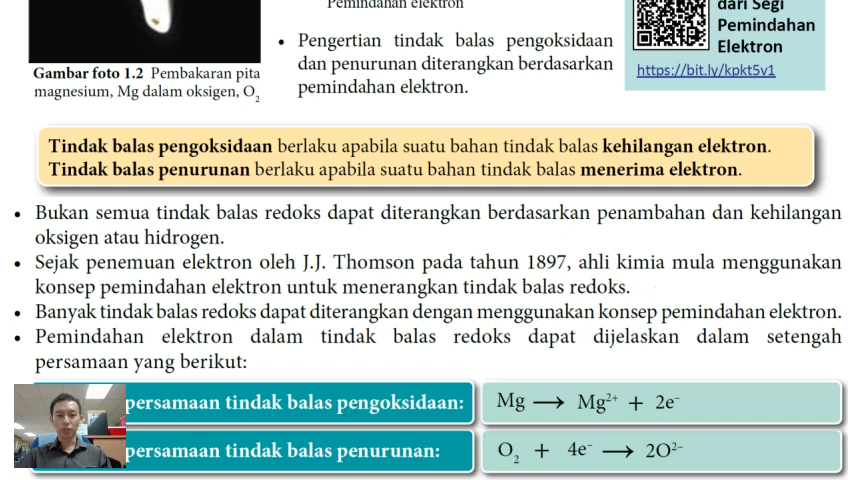 Pemindahan elektron
dari Segi
Pemindahan
Elektron
https://bit.ly/kpkt5v1
• Pengertian tindak balas pengoksidaan
dan penurunan diterangkan berdasarkan
pemindahan elektron.
Gambar foto 1.2 Pembakaran pita
magnesium, Mg dalam oksigen, O₂
Tindak balas pengoksidaan berlaku apabila suatu bahan tindak balas kehilangan elektron.
Tindak balas penurunan berlaku apabila suatu bahan tindak balas menerima elektron.
• Bukan semua tindak balas redoks dapat diterangkan berdasarkan penambahan dan kehilangan
oksigen atau hidrogen.
• Sejak penemuan elektron oleh J.J. Thomson pada tahun 1897, ahli kimia mula menggunakan
konsep pemindahan elektron untuk menerangkan tindak balas redoks.
• Banyak tindak balas redoks dapat diterangkan dengan menggunakan konsep pemindahan elektron.
• Pemindahan elektron dalam tindak balas redoks dapat dijelaskan dalam setengah
persamaan yang berikut:
persamaan tindak balas pengoksidaan: Mg ⟶ Mg²⁺ + 2e⁻
persamaan tindak balas penurunan: O₂ + 4e⁻ ⟶ 2O²⁻